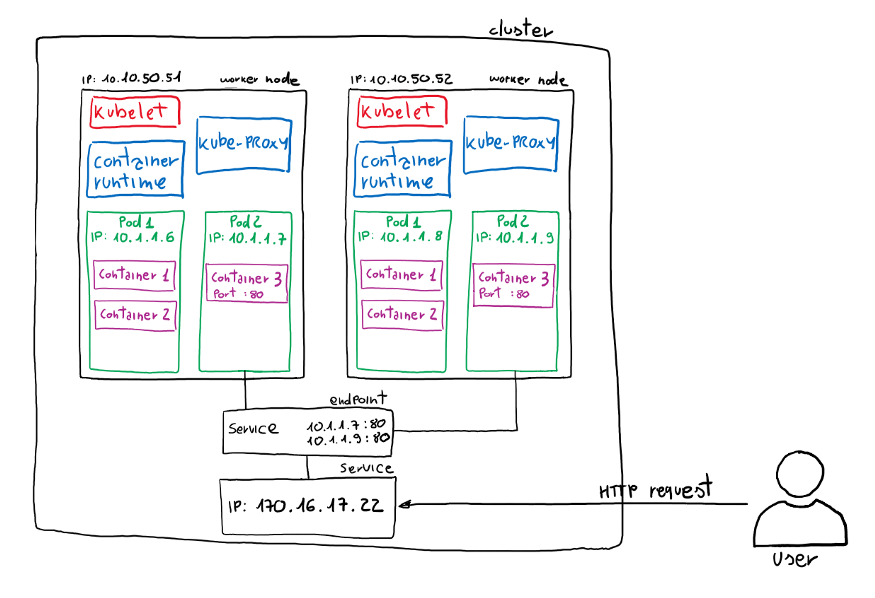 cluster
IP: 10.10.50.51
worker node
Kubelet
Kube-PROXY
container
runtime
Pod 1
IP: 10.1.1.6
Container 1
Container 2
Pod 2
IP: 10.1.1.7
Container 3
Port :80
IP: 10.10.50.52
worker node
Kubelet
Kube-PROXY
container
runtime
Pod 1
IP: 10.1.1.8
Container 1
Container 2
Pod 2
IP: 10.1.1.9
Container 3
Port :80
endpoint
Service
10.1.1.7:80
10.1.1.9:80
Service
IP: 170.16.17.22
HTTP request
User